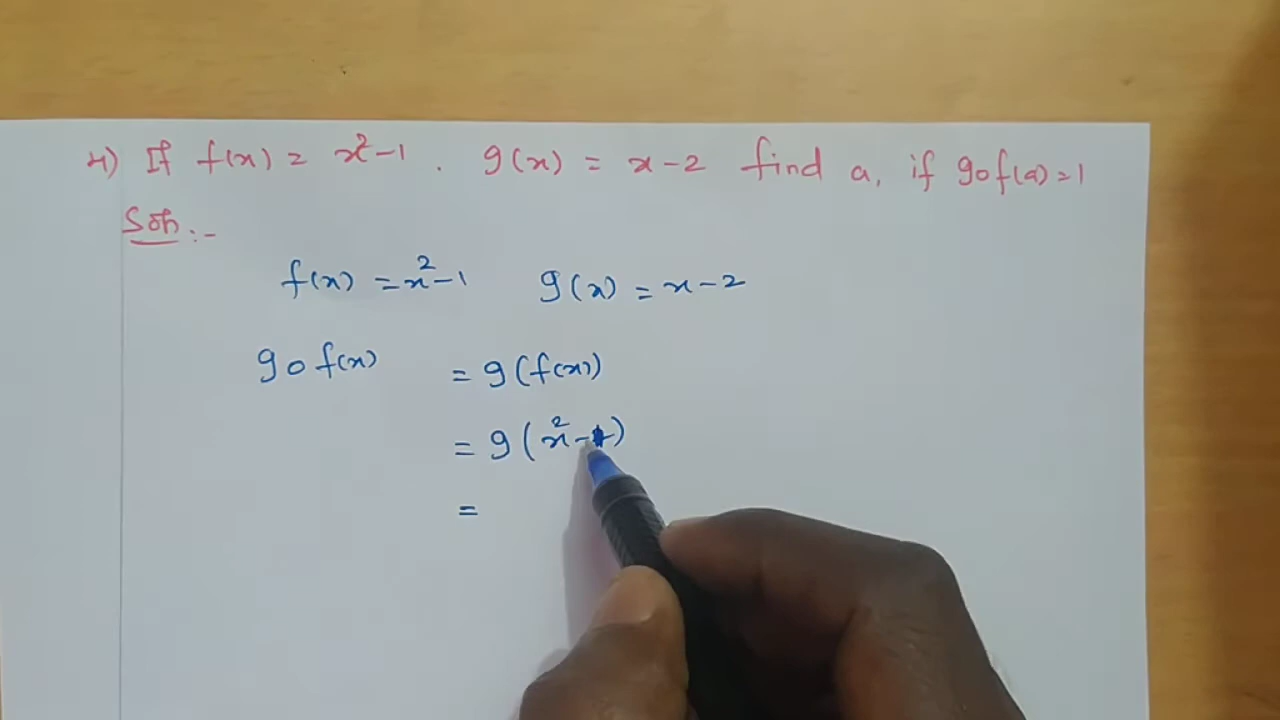 4) If f(x) = x²-1. g(x) = x-2 find a, if gof(a)=1
Soln:-
f(x) = x²-1 g(x) = x-2
gof(x) = g(f(x))
= g(x²-1)
=